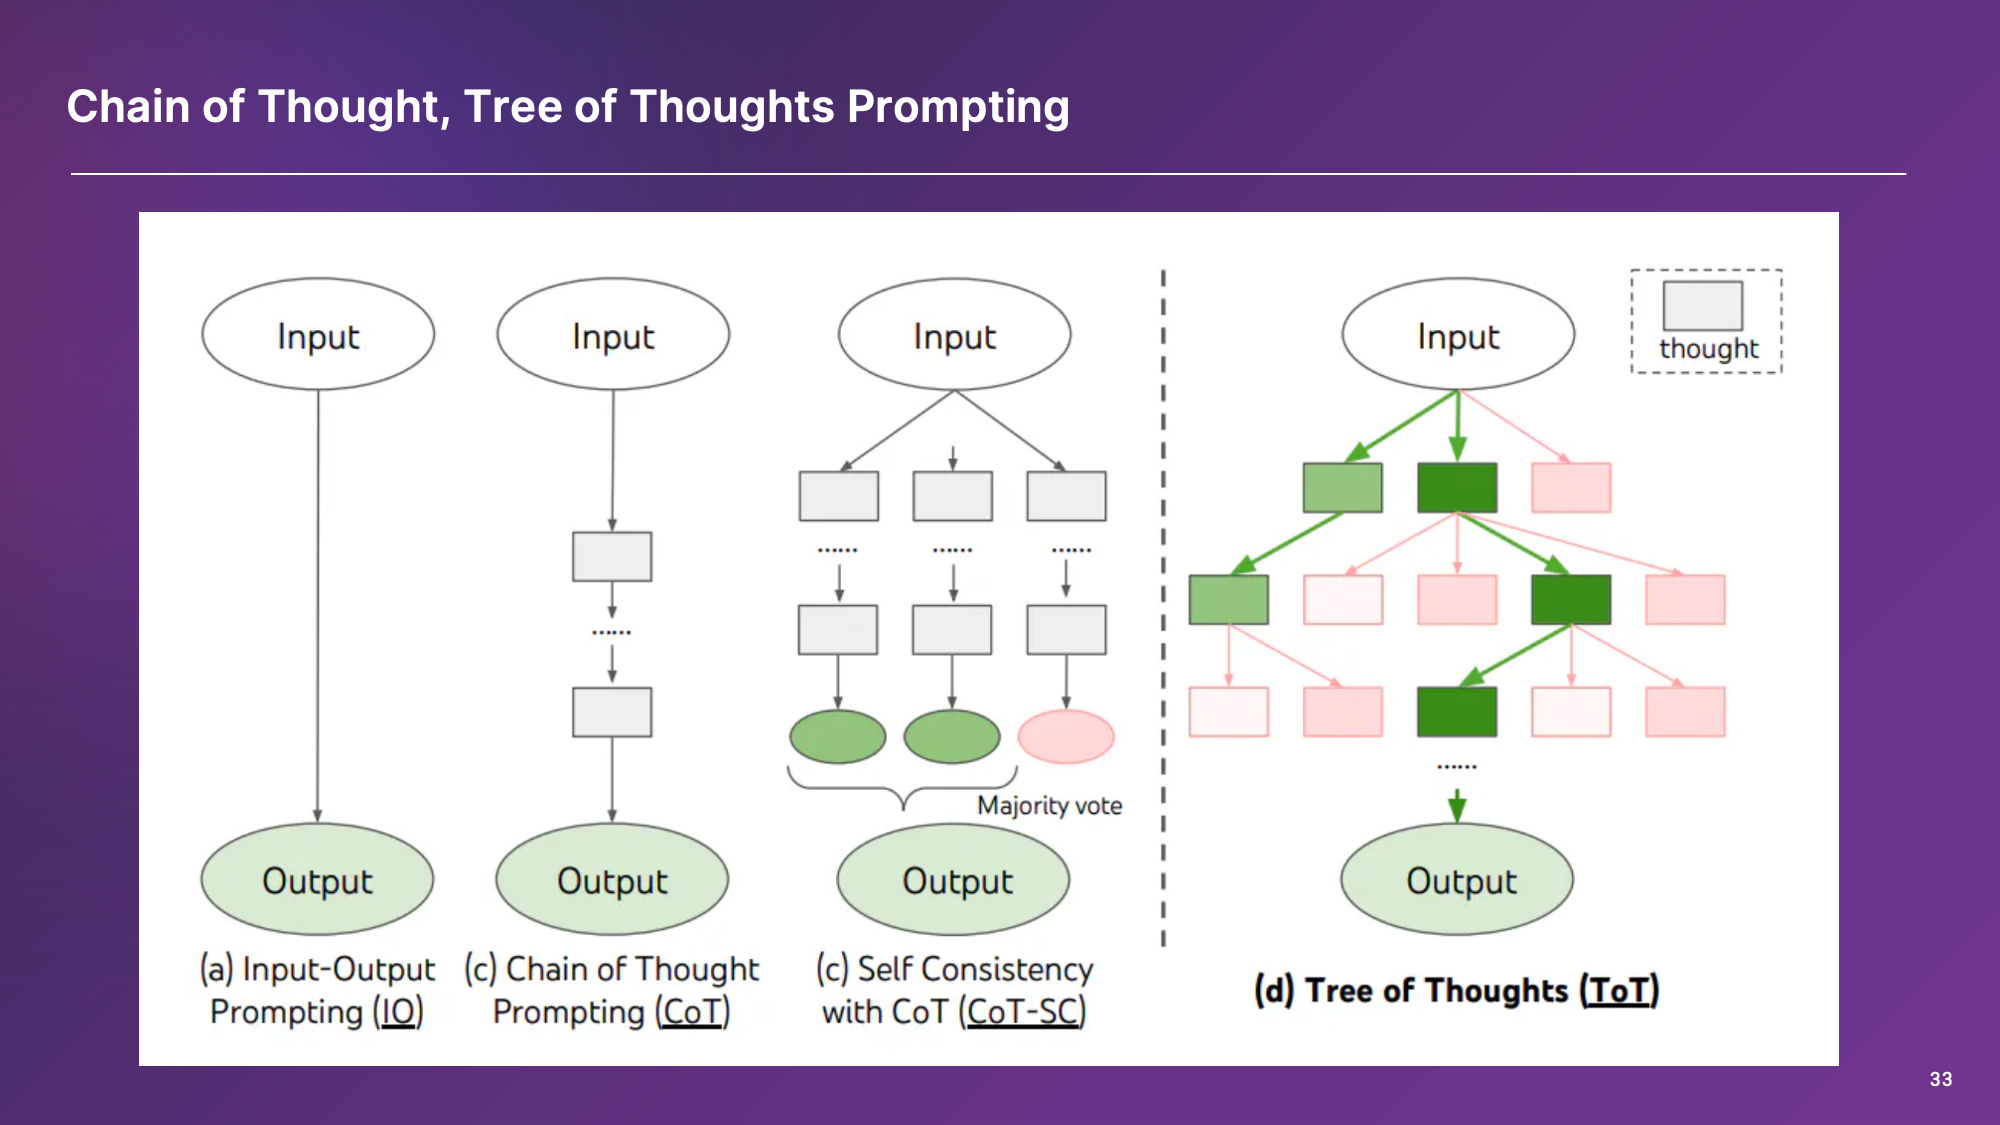 Chain of Thought, Tree of Thoughts Prompting
Input
Input
Input
Input
thought
......
......
......
......
......
Majority vote
Output
Output
Output
Output
(a) Input-Output
Prompting (IO)
(c) Chain of Thought
Prompting (CoT)
(c) Self Consistency
with CoT (CoT-SC)
(d) Tree of Thoughts (ToT)
33